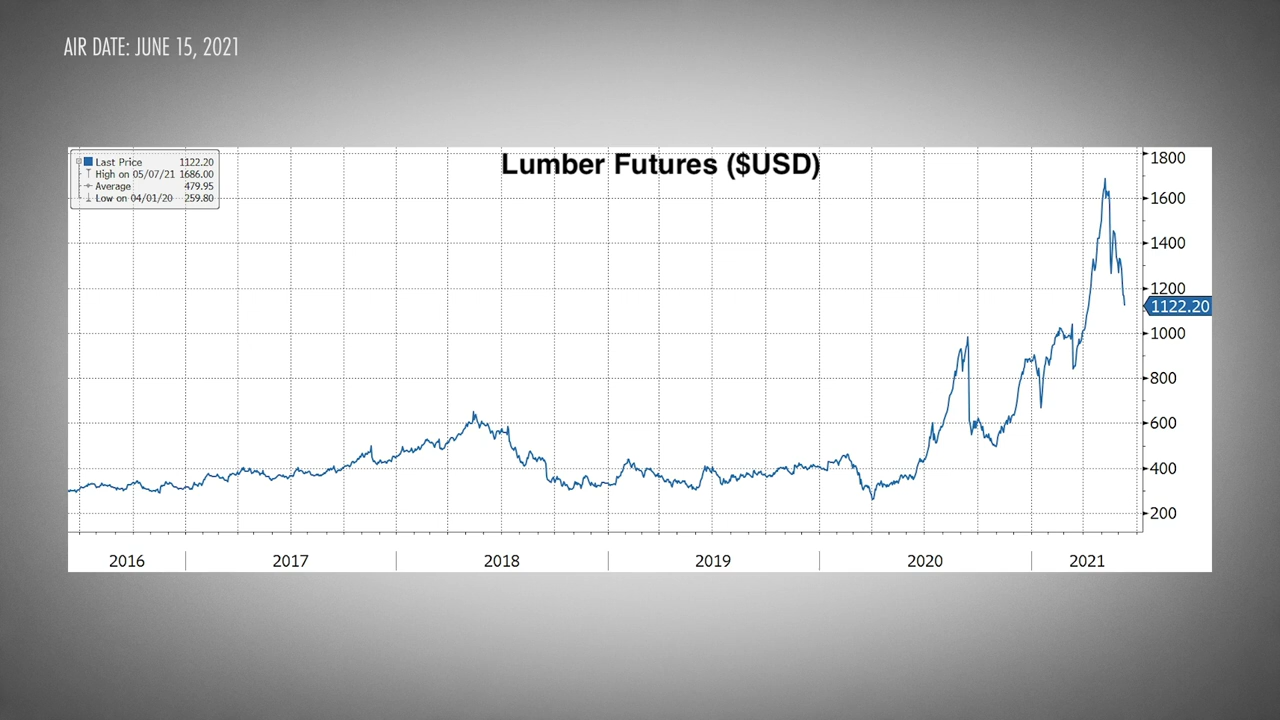 AIR DATE: JUNE 15, 2021
Lumber Futures ($USD)
Last Price 1122.20
High on 05/07/21 1686.00
Average 479.95
Low on 04/01/20 259.80
1800
1600
1400
1200
1122.20
1000
800
600
400
200
2016 2017 2018 2019 2020 2021